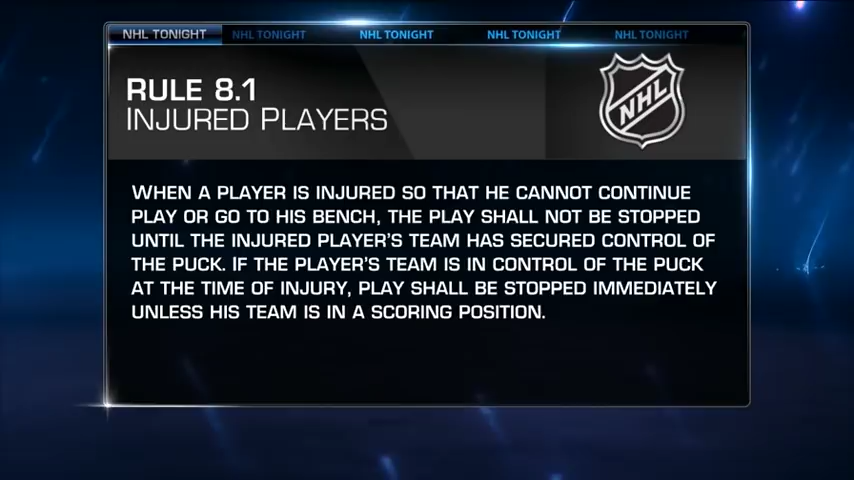 NHL TONIGHT NHL TONIGHT NHL TONIGHT NHL TONIGHT NHL TONIGHT
RULE 8.1
INJURED PLAYERS
NHL
WHEN A PLAYER IS INJURED SO THAT HE CANNOT CONTINUE
PLAY OR GO TO HIS BENCH, THE PLAY SHALL NOT BE STOPPED
UNTIL THE INJURED PLAYER'S TEAM HAS SECURED CONTROL OF
THE PUCK. IF THE PLAYER'S TEAM IS IN CONTROL OF THE PUCK
AT THE TIME OF INJURY, PLAY SHALL BE STOPPED IMMEDIATELY
UNLESS HIS TEAM IS IN A SCORING POSITION.